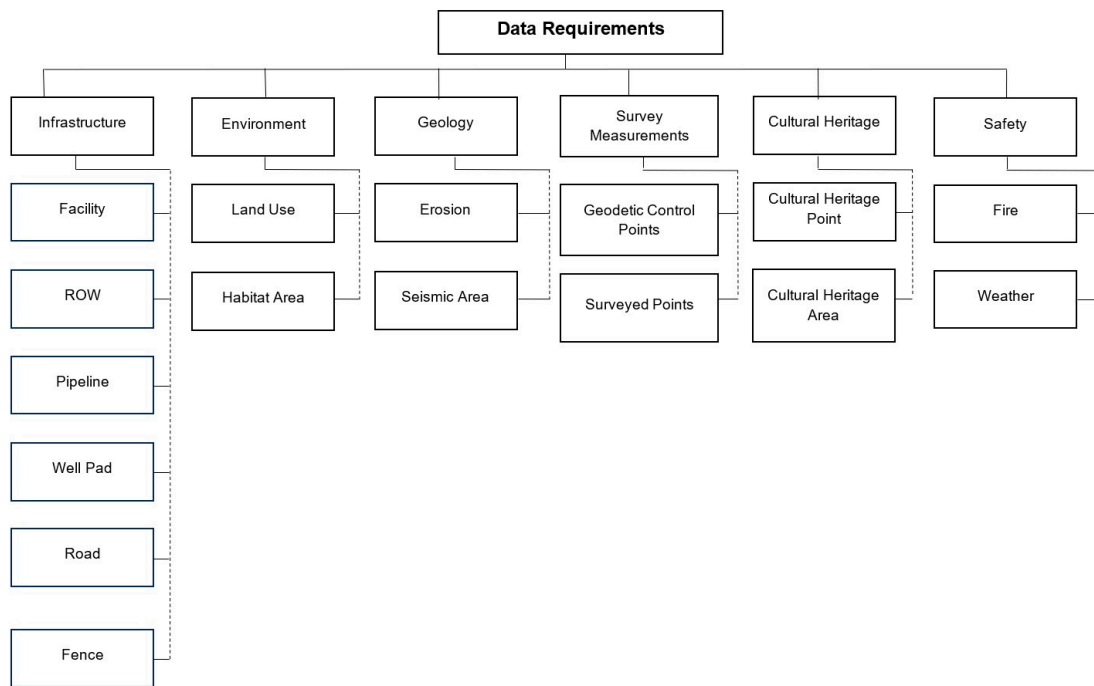 Data Requirements
Infrastructure
Environment
Geology
Survey
Measurements
Cultural Heritage
Safety
Facility
Land Use
Erosion
Geodetic Control
Points
Cultural Heritage
Point
Fire
ROW
Habitat Area
Seismic Area
Surveyed Points
Cultural Heritage
Area
Weather
Pipeline
Well Pad
Road
Fence